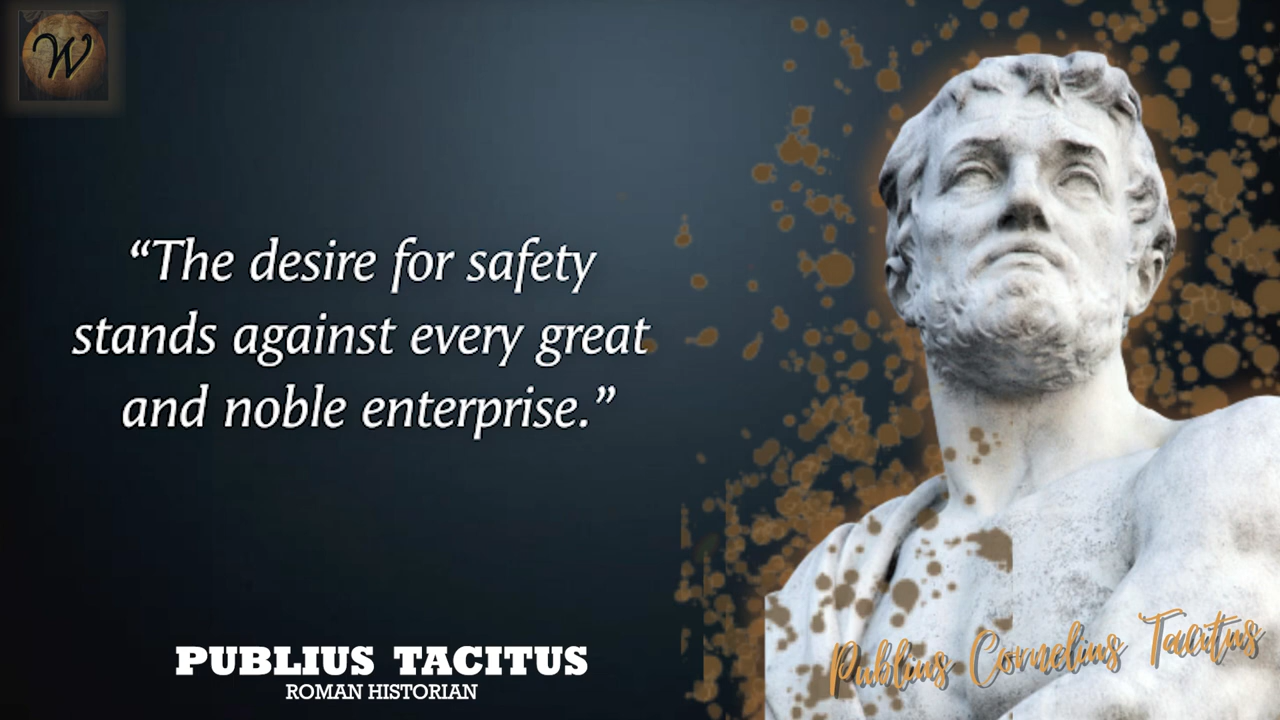 W
“The desire for safety
stands against every great
and noble enterprise.”
PUBLIUS TACITUS
ROMAN HISTORIAN
Publius Cornelius Tacitus